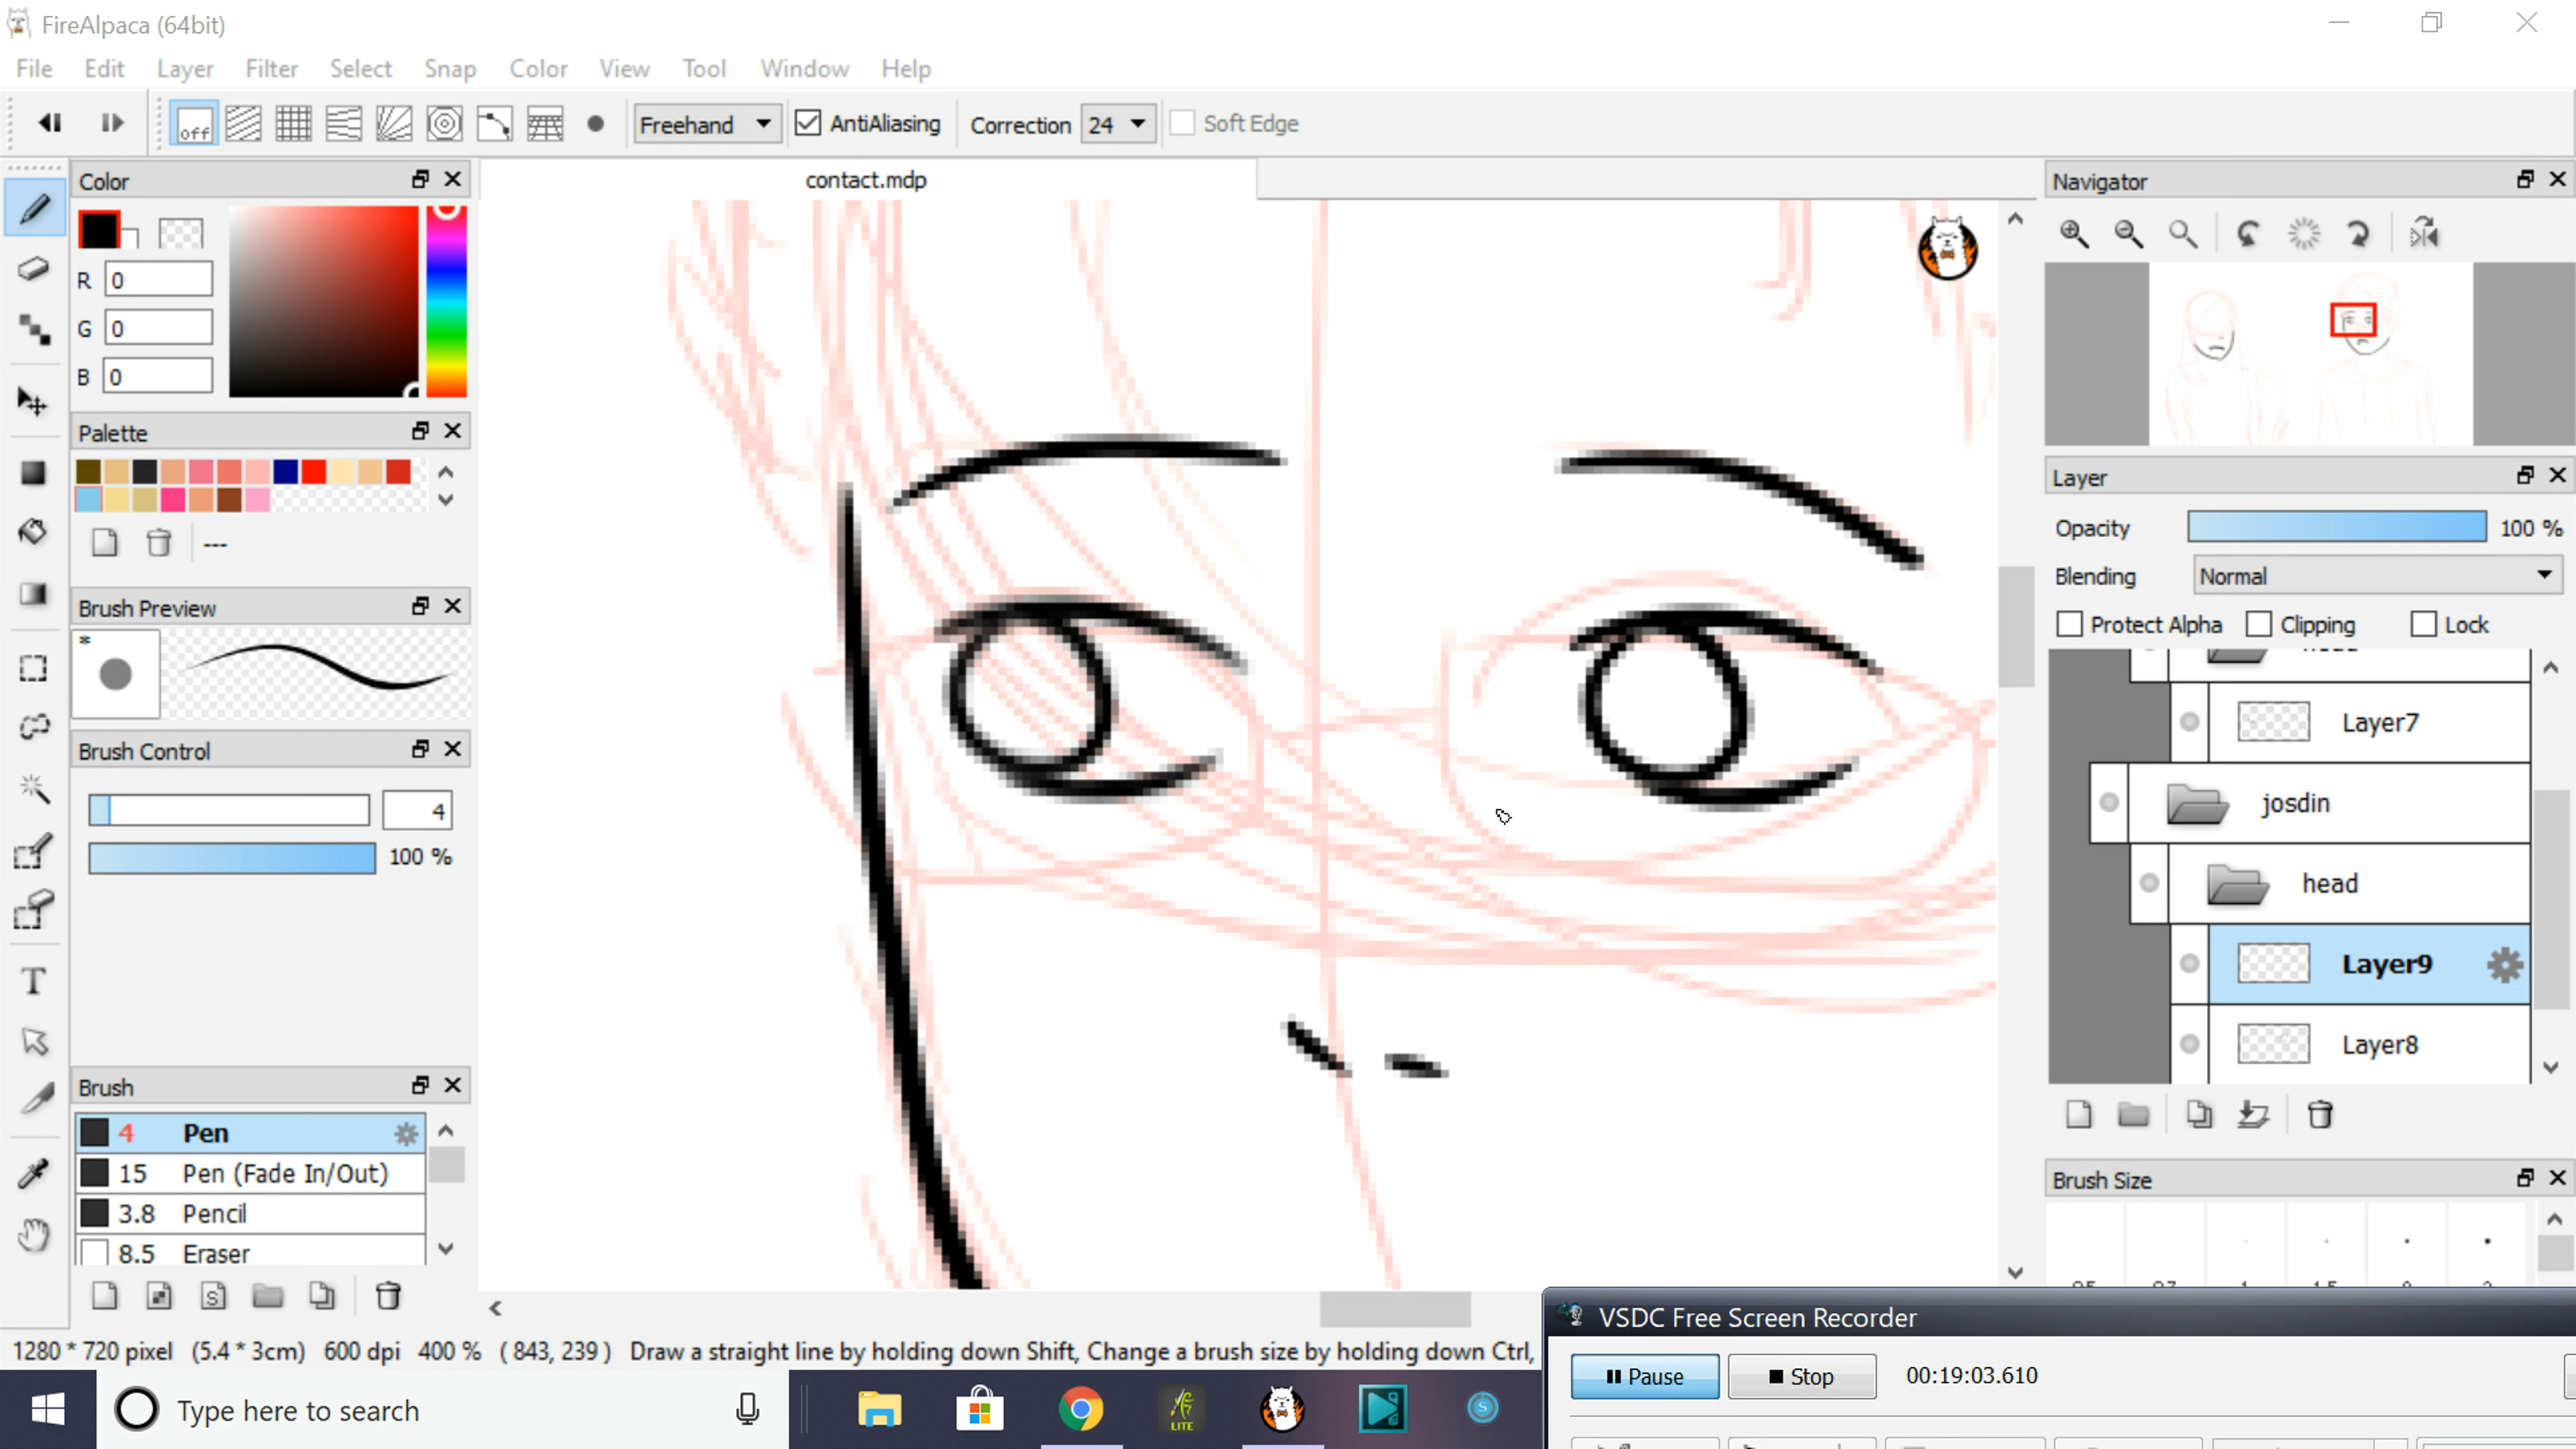 FireAlpaca (64bit)
File Edit Layer Filter Select Snap Color View Tool Window Help
off Freehand AntiAliasing Correction 24 Soft Edge
Color
R 0
G 0
B 0
Palette
---
Brush Preview
*
Brush Control
4
100 %
Brush
4 Pen
15 Pen (Fade In/Out)
3.8 Pencil
8.5 Eraser
contact.mdp
Navigator
Layer
Opacity 100 %
Blending Normal
Protect Alpha Clipping Lock
Layer7
josdin
head
Layer9
Layer8
Brush Size
1280 * 720 pixel (5.4 * 3cm) 600 dpi 400 % ( 843, 239 ) Draw a straight line by holding down Shift, Change a brush size by holding down Ctrl,
VSDC Free Screen Recorder
Pause Stop 00:19:03.610
Type here to search
LITE
S